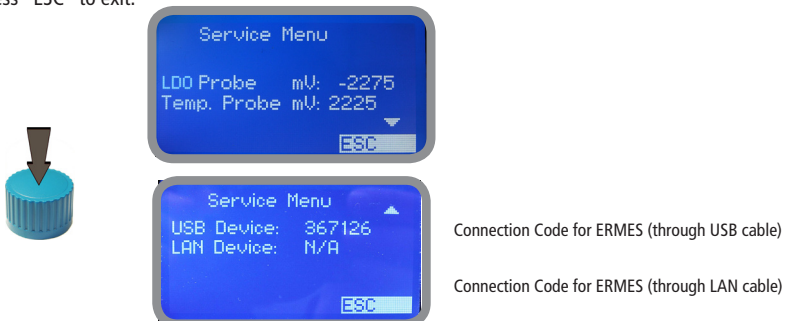 "ESC" to exit.
Service Menu
LDO Probe mV: -2275
Temp. Probe mV: 2225
ESC
Service Menu
USB Device: 367126
LAN Device: N/A
ESC
Connection Code for ERMES (through USB cable)
Connection Code for ERMES (through LAN cable)